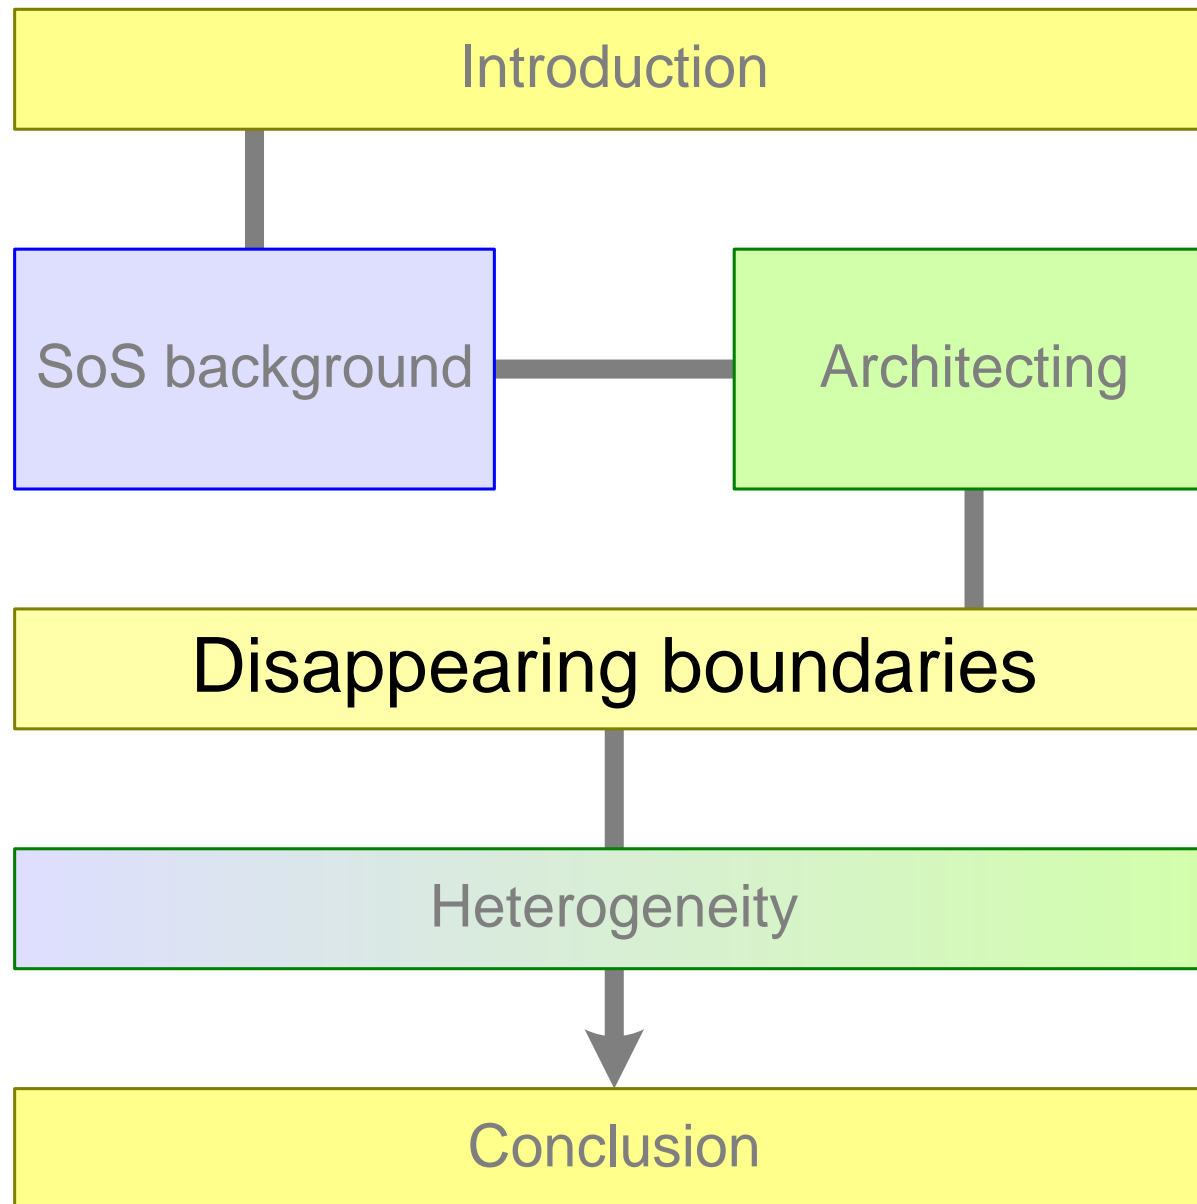 Introduction
SoS background
Architecting
Disappearing boundaries
Heterogeneity
Conclusion